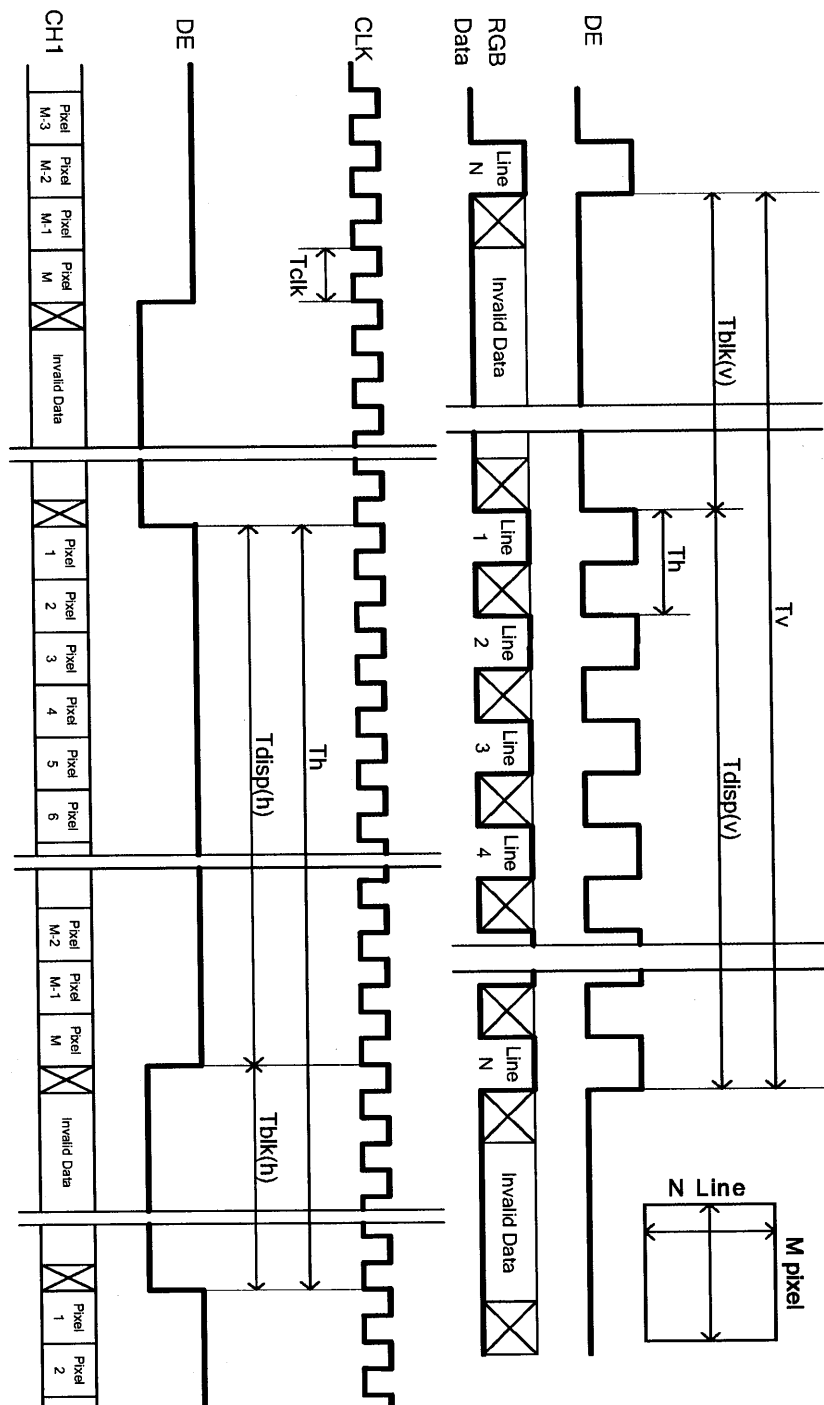 DE
Tv
Tblk(v)
Tdisp(v)
Th
RGB
Data
Line
N
Invalid Data
Line
1
Line
2
Line
3
Line
4
Line
N
Invalid Data
N Line
M pixel
CLK
Tclk
Th
DE
Tdisp(h)
Tblk(h)
CH1
Pixel
M-3
Pixel
M-2
Pixel
M-1
Pixel
M
Invalid Data
Pixel
1
Pixel
2
Pixel
3
Pixel
4
Pixel
5
Pixel
6
Pixel
M-2
Pixel
M-1
Pixel
M
Invalid Data
Pixel
1
Pixel
2